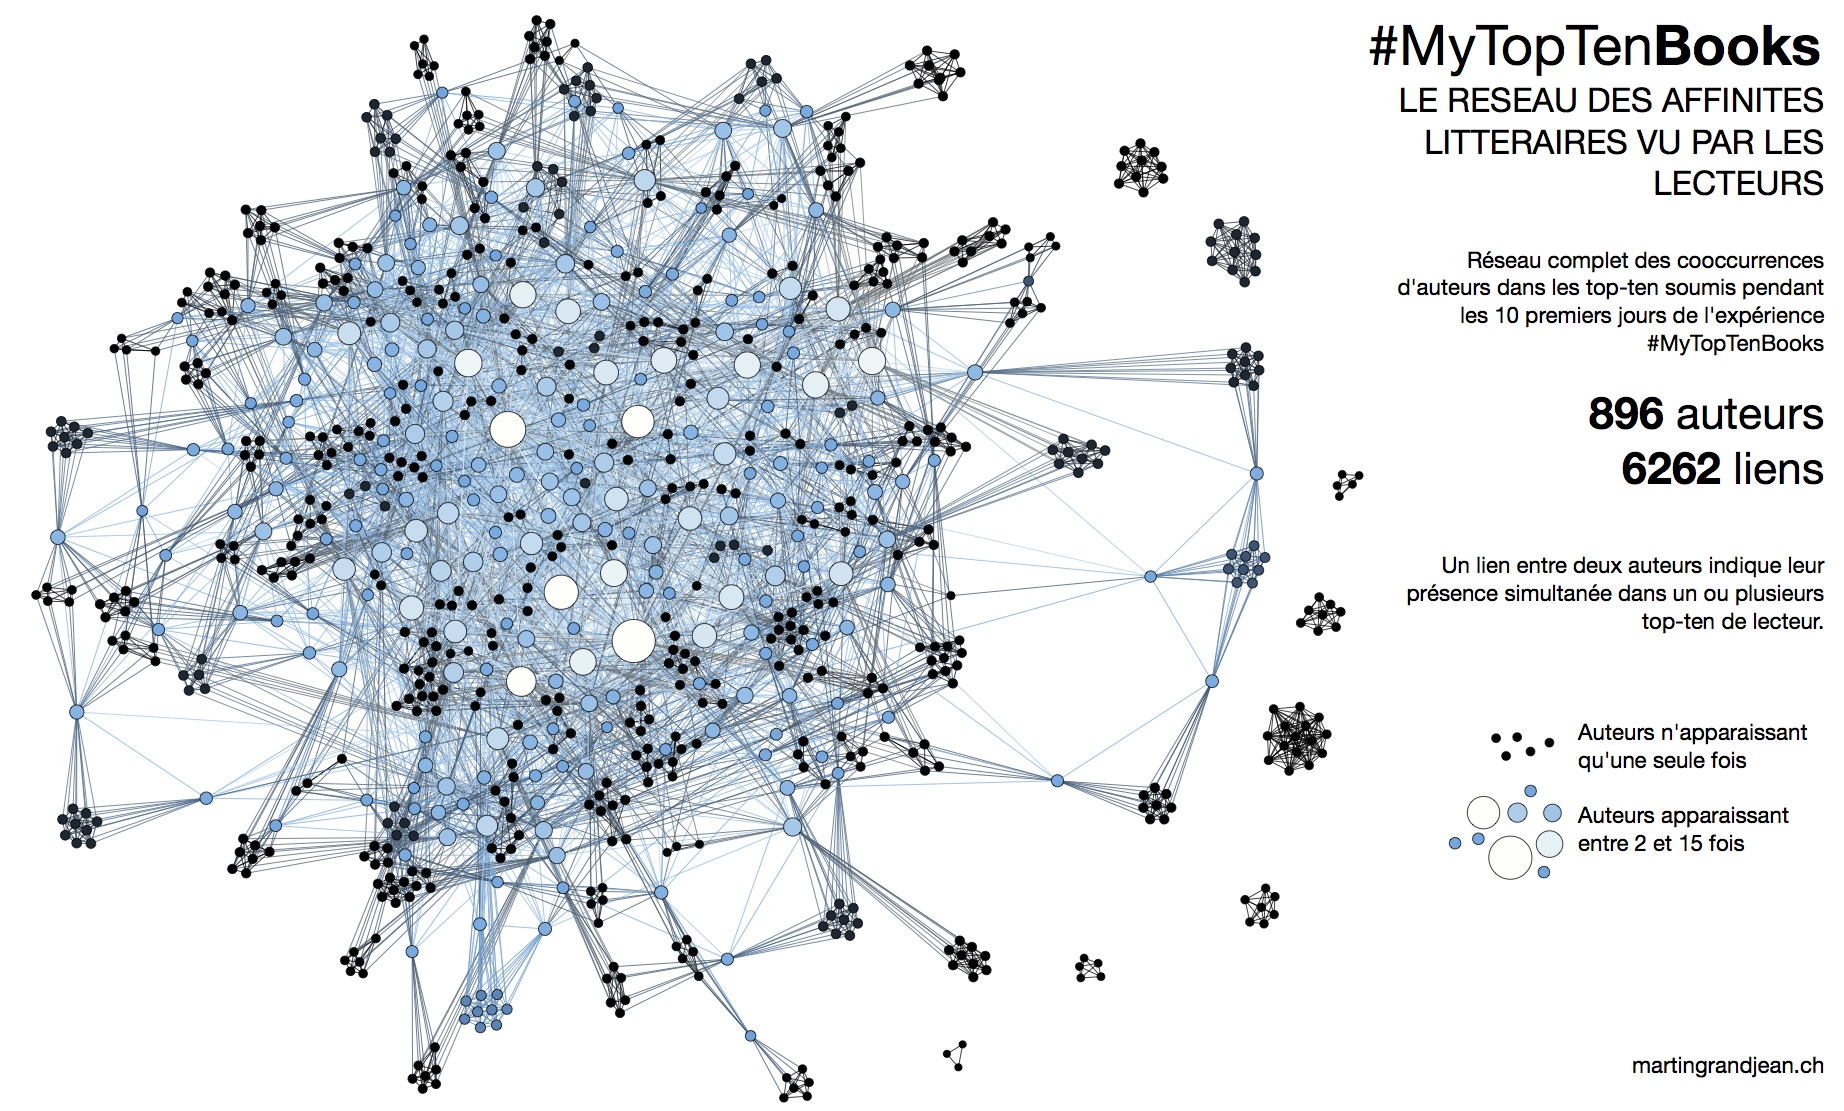 #MyTopTenBooks
LE RESEAU DES AFFINITES
LITTERAIRES VU PAR LES
LECTEURS
Réseau complet des cooccurrences
d'auteurs dans les top-ten soumis pendant
les 10 premiers jours de l'expérience
#MyTopTenBooks
896 auteurs
6262 liens
Un lien entre deux auteurs indique leur
présence simultanée dans un ou plusieurs
top-ten de lecteur.
Auteurs n'apparaissant
qu'une seule fois
Auteurs apparaissant
entre 2 et 15 fois
martingrandjean.ch